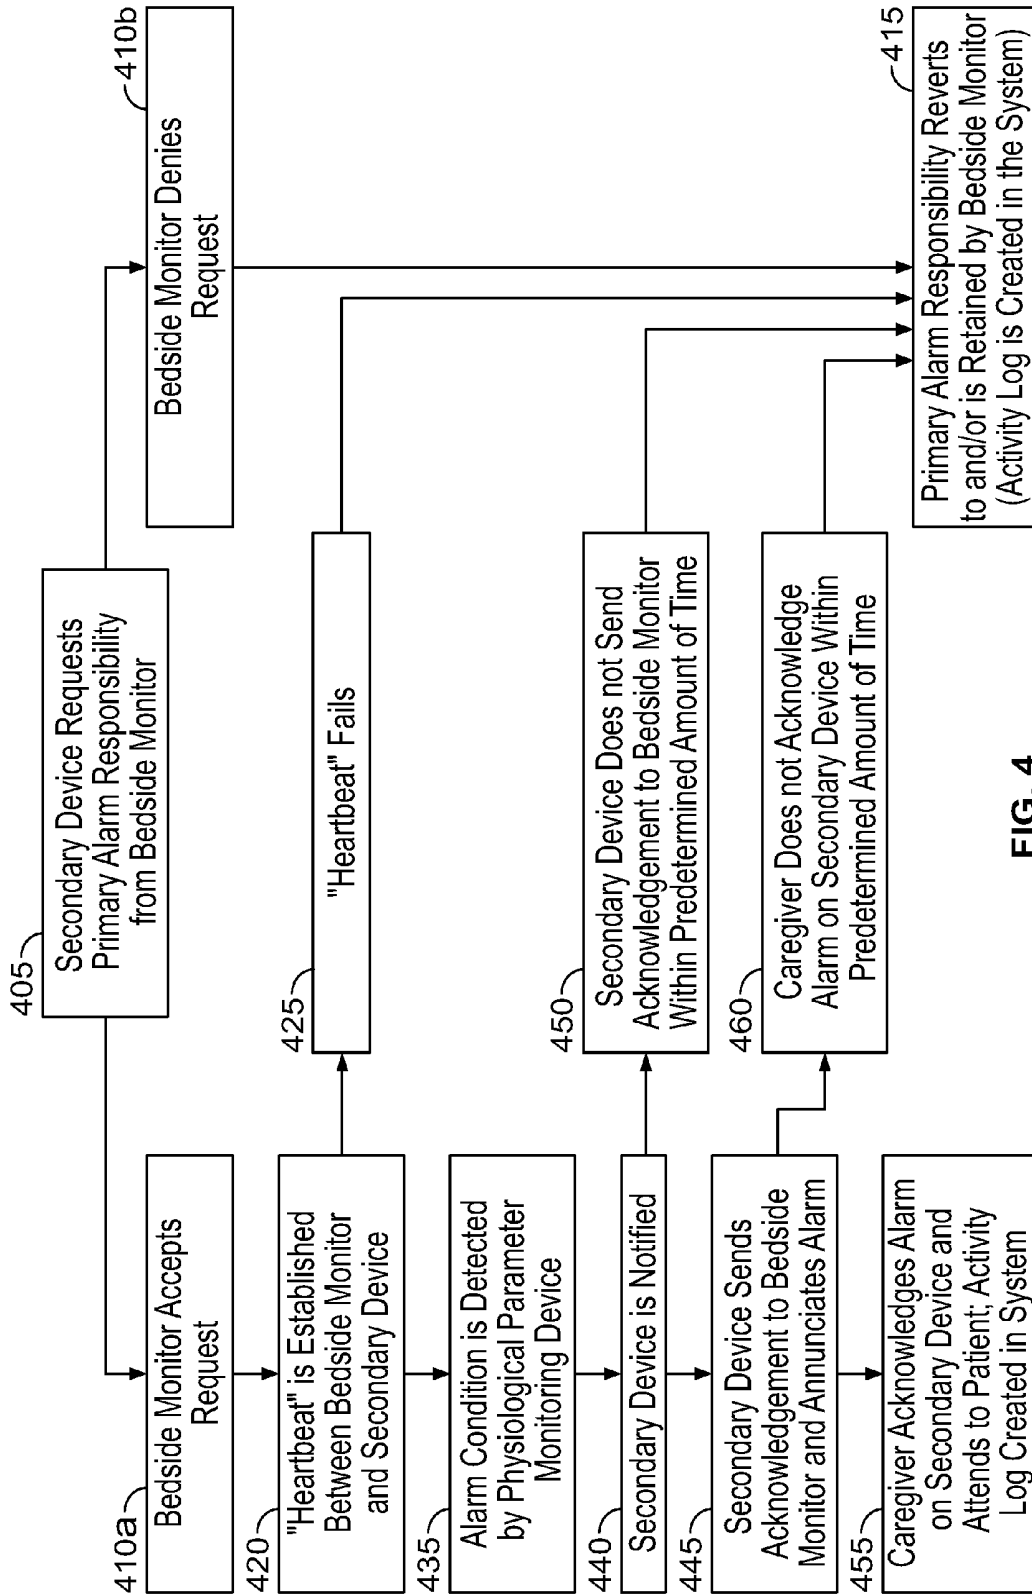 405
Secondary Device Requests
Primary Alarm Responsibility
from Bedside Monitor
410a
Bedside Monitor Accepts
Request
410b
Bedside Monitor Denies
Request
420
"Heartbeat" is Established
Between Bedside Monitor
and Secondary Device
425
"Heartbeat" Fails
435
Alarm Condition is Detected
by Physiological Parameter
Monitoring Device
440
Secondary Device is Notified
450
Secondary Device Does not Send
Acknowledgement to Bedside Monitor
Within Predetermined Amount of Time
445
Secondary Device Sends
Acknowledgement to Bedside
Monitor and Annunciates Alarm
460
Caregiver Does not Acknowledge
Alarm on Secondary Device Within
Predetermined Amount of Time
455
Caregiver Acknowledges Alarm
on Secondary Device and
Attends to Patient; Activity
Log Created in System
415
Primary Alarm Responsibility Reverts
to and/or is Retained by Bedside Monitor
(Activity Log is Created in the System)
FIG. 4